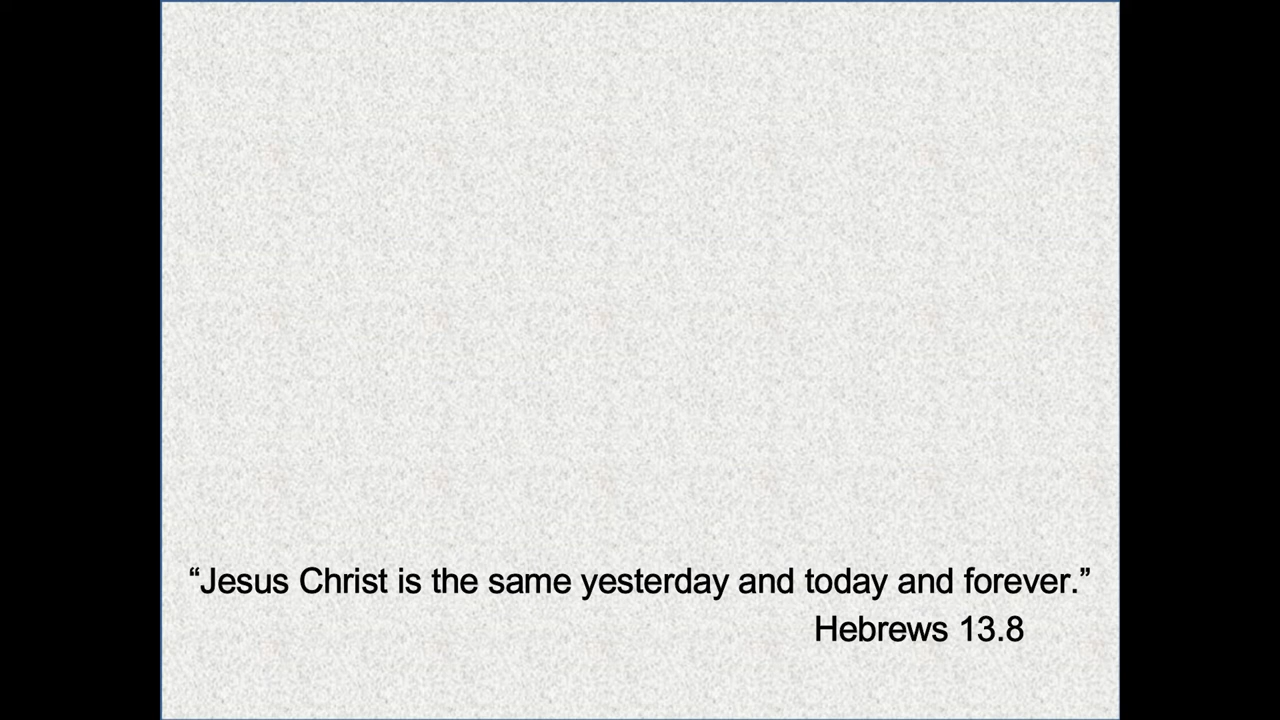 “Jesus Christ is the same yesterday and today and forever.”
Hebrews 13.8